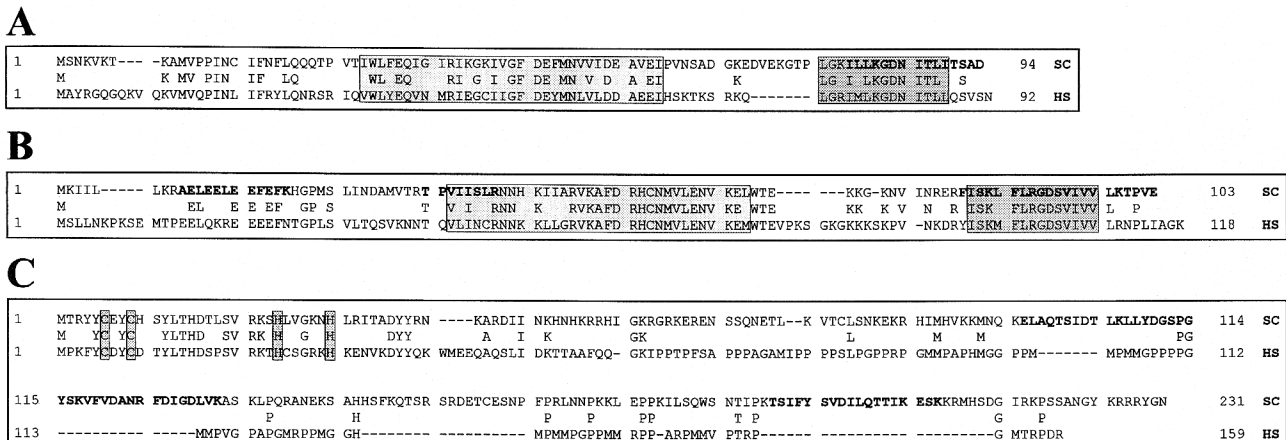 A
1 MSNKVKT---- -KAMVPPINC IFNFLQQQTP VTIWLFEQIG IRIKGKIVGF DEFMNVVIDE AVEIPVNSAD GKEDVEKGTP LGKILLKGDN ITLITSAD 94 SC
M K MV PIN IF LQ WL EQ RI G I GF DE MN V D A EI K LG I LKGDN ITL S
1 MAYRGQGQKV QKVMVQPINL IFRYLQNRSR IQVWLYEQVN MRIEGCIIGF DEYMNLVLDD AEEIHSKTKS RKQ------- LGRIMLKGDN ITLLQSVSN 92 HS
B
1 MKIIL----- LKRAELEELE EFEFKHGPMS LINDAMVTRT PVIISLRNNH KIIARVKAFD RHCNMVLENV KELWTE---- ---KKG-KNV INRERFISKL FLRGDSVIVV LKTPVE 103 SC
M EL E E EF GP S T V I RNN K RVKAFD RHCNMVLENV KE WTE KK K V N R ISK FLRGDSVIVV L P
1 MSLLNKPKSE MTPEELQKRE EEEFNTGPLS VLTQSVKNNT QVLINCRNNK KLLGRVKAFD RHCNMVLENV KEMWTEVPKS GKGKKKSKPV -NKDRYISKM FLRGDSVIVV LRNPLIAGK 118 HS
C
1 MTRYYCEYCH SYLTHDTLSV RKSHLVGKNH LRITADYYRN ----KARDII NKHNHKRRHI GKRGRKEREN SSQNETL--K VTCLSNKEKR HIMHVKKMNQ KELAQTSIDT LKLLYDGSPG 114 SC
M YC YC YLTHD SV RK H G H DYY A I K GK L M M PG
1 MPKFYCDYCD TYLTHDSPSV RKTHCSGRKH KENVKDYYQK WMEEQAQSLI DKTTAAFQQ- GKIPPTPFSA PPPAGAMIPP PPSLPGPPRP GMMPAPHMGG PPM------- MPMMGPPPPG 112 HS
115 YSKVFVDANR FDIGDLVKAS KLPQRANEKS AHHSFKQTSR SRDETCESNP FPRLNNPKKL EPPKILSQWS NTIPKTSIFY SVDILQTTIK ESKKRMHSDG IRKPSSANGY KRRRYGN 231 SC
P H P P PP T P G P
113 ---------- ------MMPVG PAPGMRPPMG GH-------- ---------- MPMMPGPPMM RPP-ARPMMV PTRP------ ---------- ---------G MTRPDR 159 HS